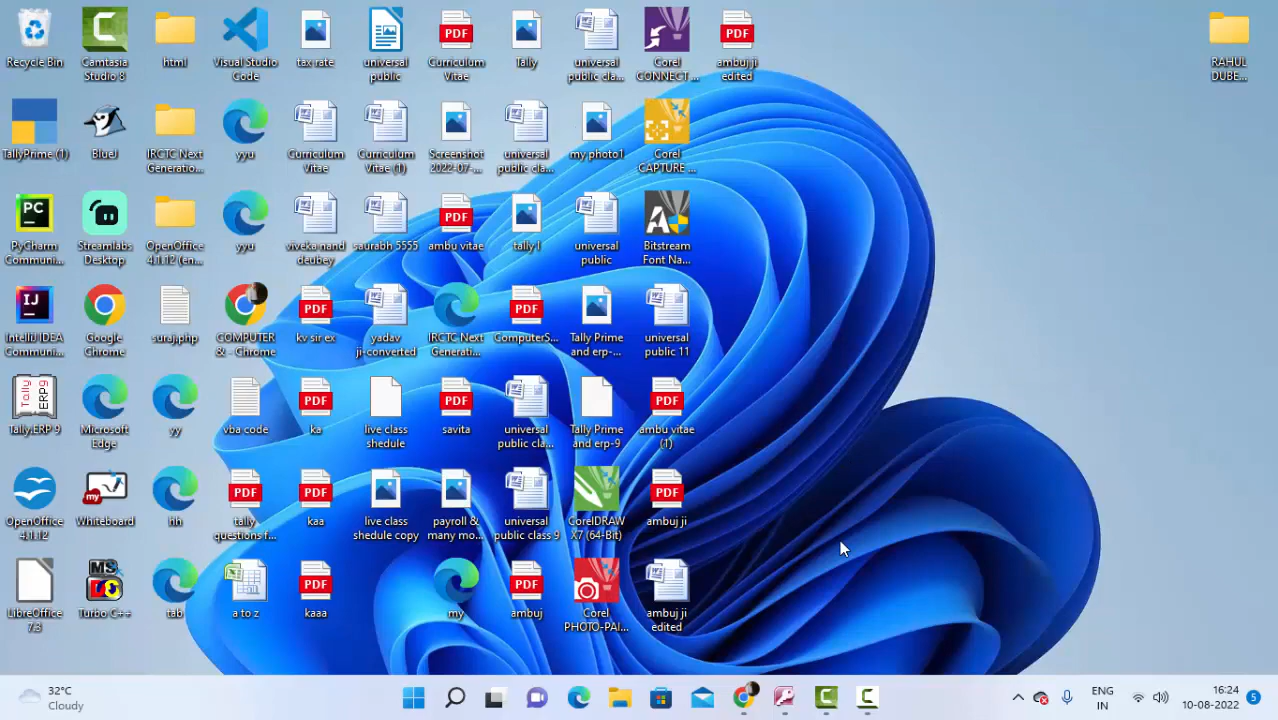 Recycle Bin
Camtasia
Studio 8
html
Visual Studio
Code
tax rate
universal
public
PDF
Curriculum
Vitae
Tally
universal
public cla...
Corel
CONNECT ...
PDF
ambuj ji
edited
RAHUL
DUBE...
TallyPrime (1)
BlueJ
IRCTC Next
Generatio...
yyu
Curriculum
Vitae
Curriculum
Vitae (1)
Screenshot
2022-07-...
universal
public cla...
my photo1
Corel
CAPTURE ...
PC
PyCharm
Communi...
Streamlabs
Desktop
OpenOffice
4.1.12 (en...
yyu
viveka nand
deubey
saurabh 5555
PDF
ambu vitae
tally l
universal
public
A
Bitstream
Font Na...
IJ
IntelliJ IDEA
Communi...
Google
Chrome
suraj.php
COMPUTER
& - Chrome
PDF
kv sir ex
yadav
ji-converted
IRCTC Next
Generati...
PDF
ComputerS...
Tally Prime
and erp-...
universal
public 11
Tally.ERP 9
Microsoft
Edge
yy
vba code
PDF
ka
live class
shedule
PDF
savita
universal
public cla...
Tally Prime
and erp-9
PDF
ambu vitae
(1)
OpenOffice
4.1.12
my
Whiteboard
hh
PDF
tally
questions f...
PDF
kaa
live class
shedule copy
payroll &
many mo...
universal
public class 9
CorelDRAW
X7 (64-Bit)
PDF
ambuj ji
LibreOffice
7.3
MS
Turbo C++
tab
a to z
PDF
kaaa
my
PDF
ambuj
Corel
PHOTO-PAI...
ambuj ji
edited
32°C
Cloudy
ENG
IN
16:24
10-08-2022
5